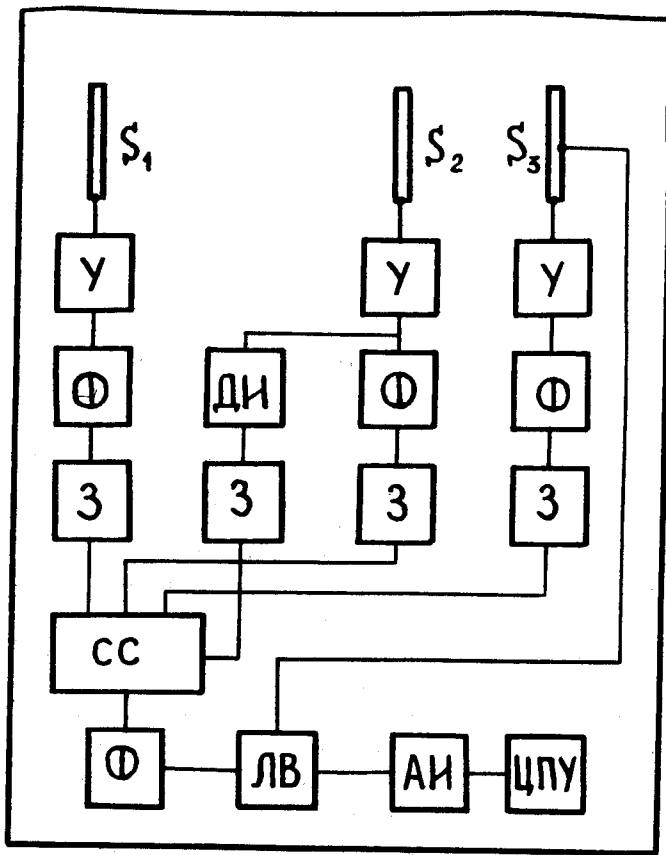 S₁ S₂ S₃
У У У
Ф ДИ Ф Ф
З З З З
СС
Ф ЛВ АИ ЦПУ